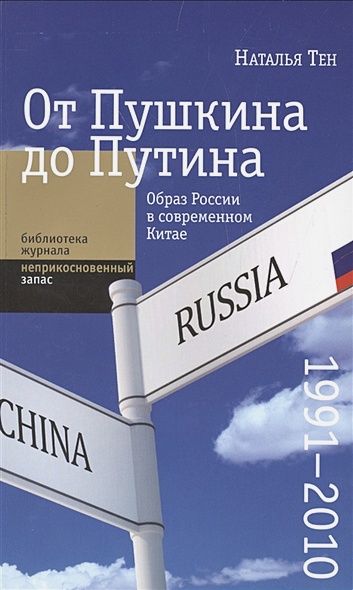 Наталья Тен
От Пушкина
до Путина
Образ России
в современном
Китае
библиотека
журнала
неприкосновенный
запас
RUSSIA
CHINA
1991–2010